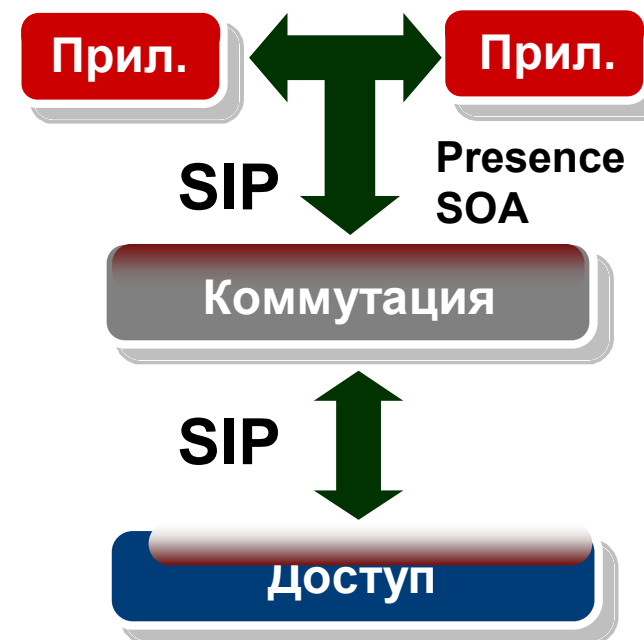 Прил.
Прил.
SIP
Presence
SOA
Коммутация
SIP
Доступ